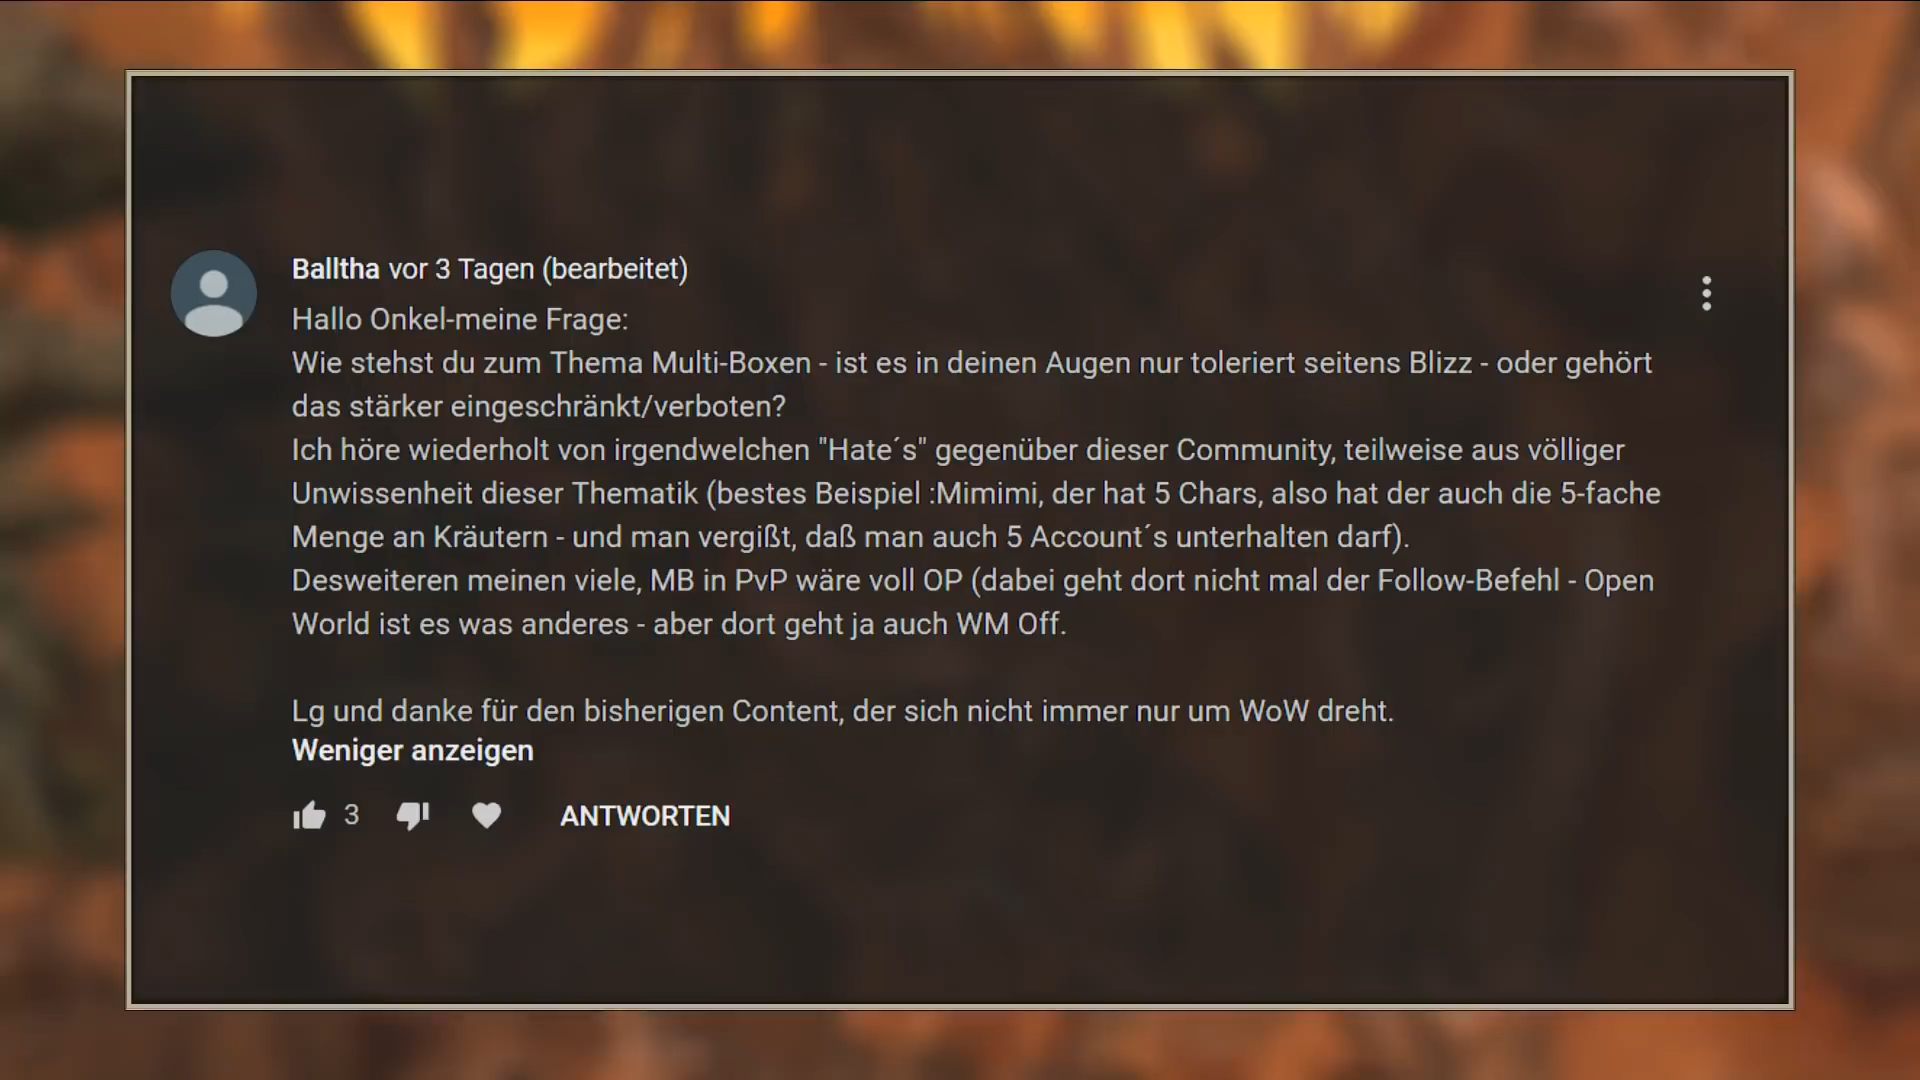 Balltha vor 3 Tagen (bearbeitet)
Hallo Onkel-meine Frage:
Wie stehst du zum Thema Multi-Boxen - ist es in deinen Augen nur toleriert seitens Blizz - oder gehört
das stärker eingeschränkt/verboten?
Ich höre wiederholt von irgendwelchen "Hate´s" gegenüber dieser Community, teilweise aus völliger
Unwissenheit dieser Thematik (bestes Beispiel :Mimimi, der hat 5 Chars, also hat der auch die 5-fache
Menge an Kräutern - und man vergißt, daß man auch 5 Account´s unterhalten darf).
Desweiteren meinen viele, MB in PvP wäre voll OP (dabei geht dort nicht mal der Follow-Befehl - Open
World ist es was anderes - aber dort geht ja auch WM Off.
Lg und danke für den bisherigen Content, der sich nicht immer nur um WoW dreht.
Weniger anzeigen
3 ANTWORTEN